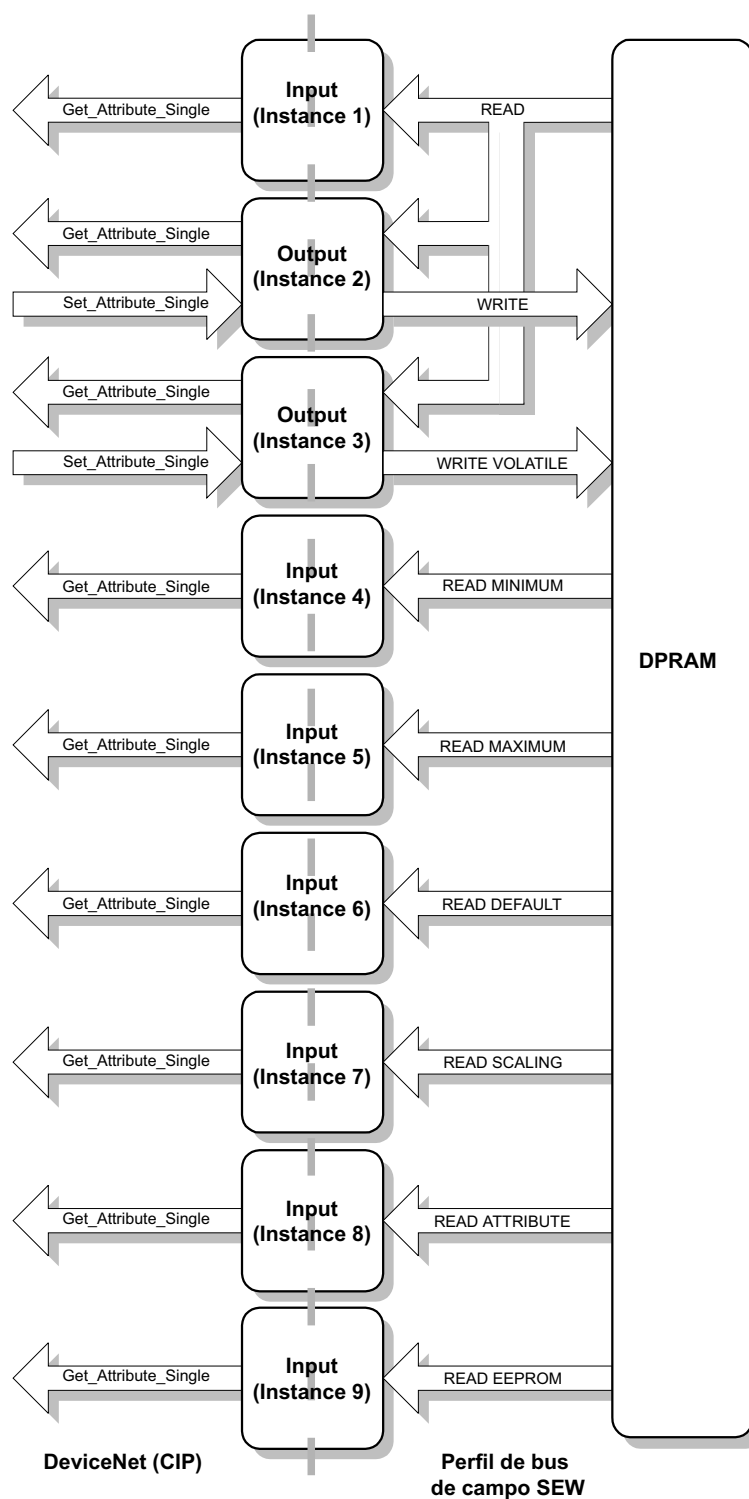 Get_Attribute_Single
Input
(Instance 1)
READ
Get_Attribute_Single
Set_Attribute_Single
Output
(Instance 2)
WRITE
Get_Attribute_Single
Set_Attribute_Single
Output
(Instance 3)
WRITE VOLATILE
Get_Attribute_Single
Input
(Instance 4)
READ MINIMUM
DPRAM
Get_Attribute_Single
Input
(Instance 5)
READ MAXIMUM
Get_Attribute_Single
Input
(Instance 6)
READ DEFAULT
Get_Attribute_Single
Input
(Instance 7)
READ SCALING
Get_Attribute_Single
Input
(Instance 8)
READ ATTRIBUTE
Get_Attribute_Single
Input
(Instance 9)
READ EEPROM
DeviceNet (CIP)
Perfil de bus
de campo SEW